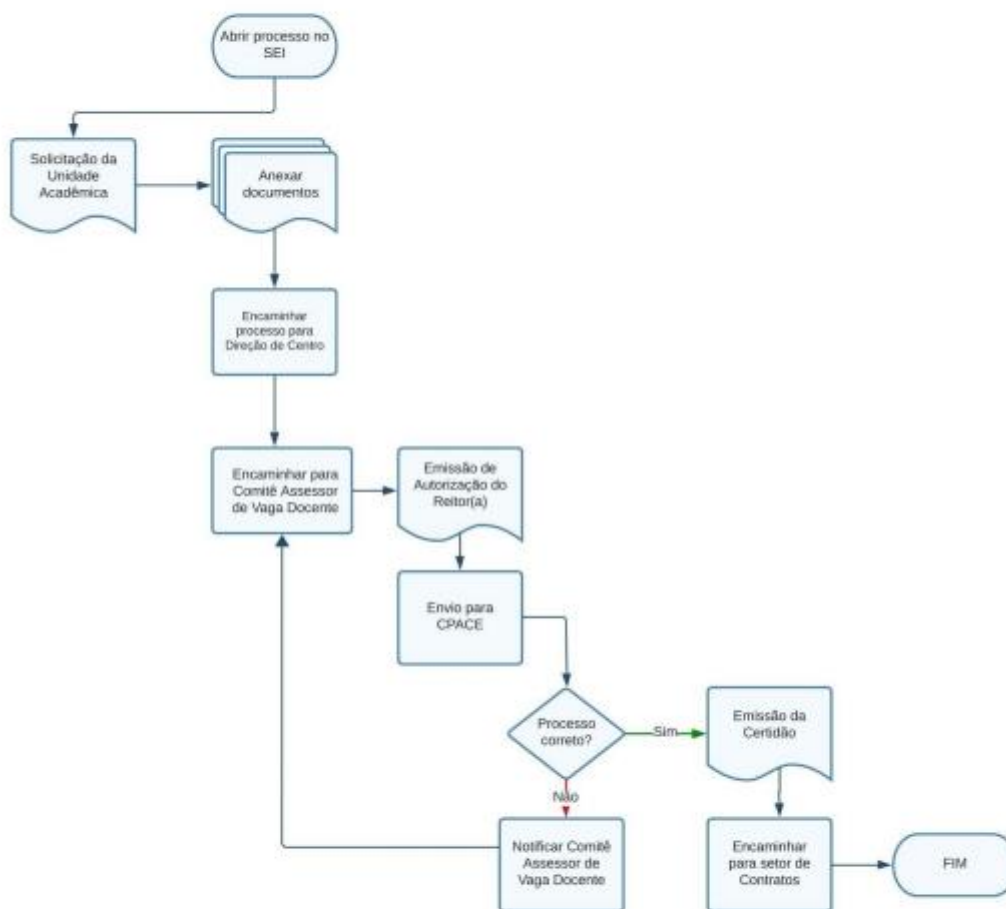 Abrir processo no
SEI
Solicitação da
Unidade
Acadêmica
Anexar
documentos
Encaminhar
processo para
Direção de Centro
Encaminhar para
Comitê Assessor
de Vaga Docente
Emissão de
Autorização do
Reitor(a)
Envio para
CPACE
Processo
correto?
Sim
Emissão da
Certidão
Não
Notificar Comitê
Assessor de
Vaga Docente
Encaminhar
para setor de
Contratos
FIM